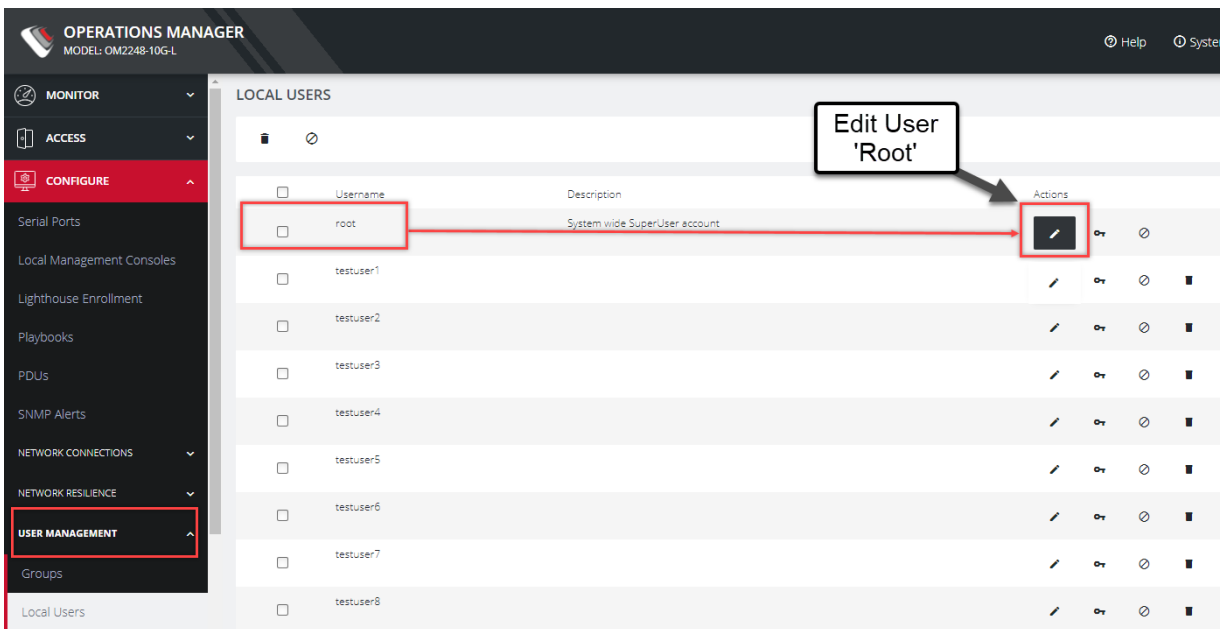 OPERATIONS MANAGER
MODEL: OM2248-10G-L
Help
MONITOR
ACCESS
CONFIGURE
Serial Ports
Local Management Consoles
Lighthouse Enrollment
Playbooks
PDUs
SNMP Alerts
NETWORK CONNECTIONS
NETWORK RESILIENCE
USER MANAGEMENT
Groups
Local Users
LOCAL USERS
Edit User
'Root'
Username Description Actions
root System wide SuperUser account
testuser1
testuser2
testuser3
testuser4
testuser5
testuser6
testuser7
testuser8